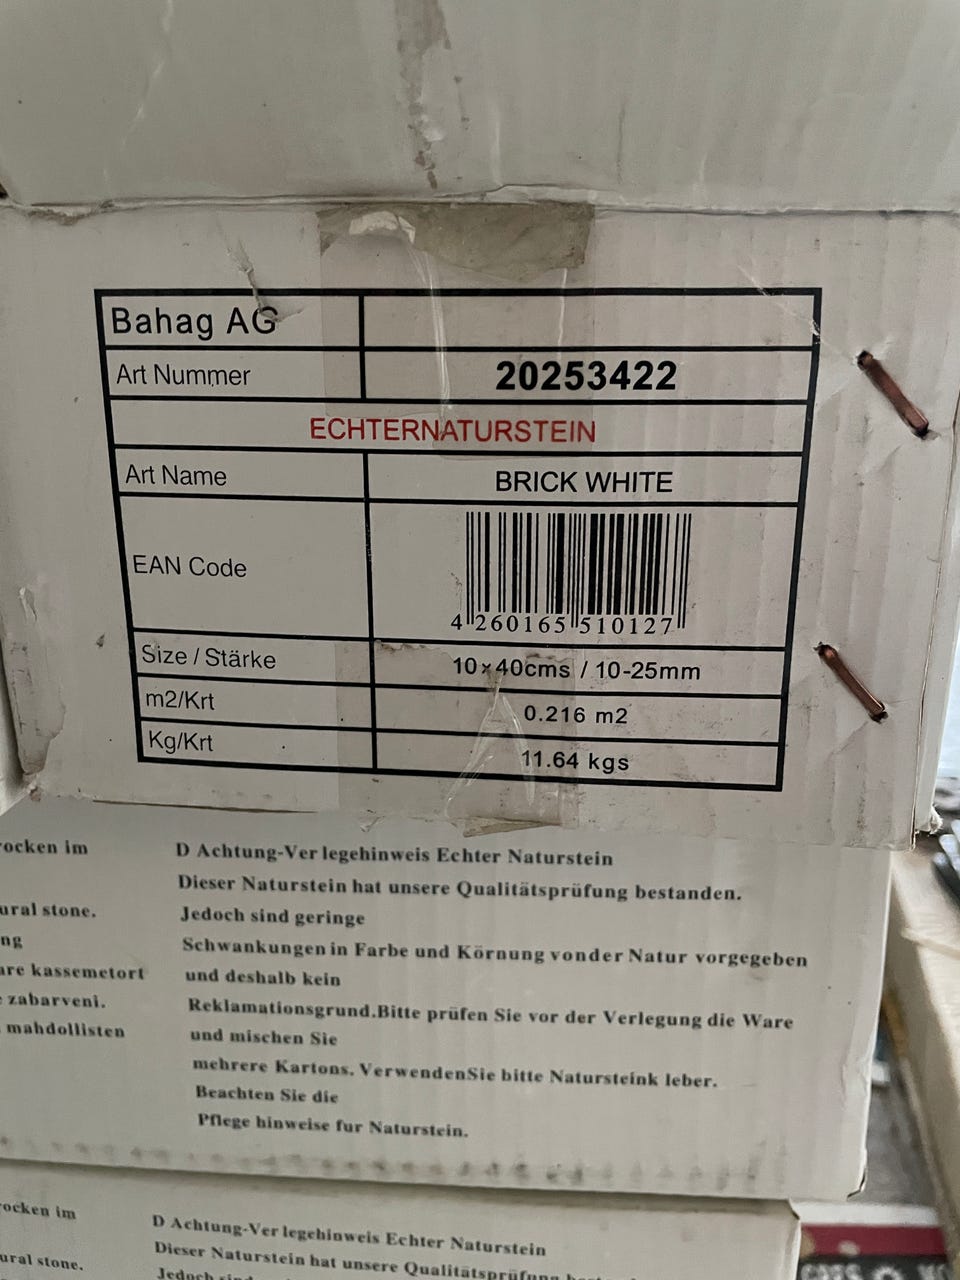 Bahag AG
Art Nummer 20253422
ECHTERNATURSTEIN
Art Name BRICK WHITE
EAN Code 4 260165 510127
Size / Stärke 10×40cms / 10-25mm
m2/Krt 0.216 m2
Kg/Krt 11.64 kgs
rocken im
ural stone.
ng
are kassemetort
zabarveni.
mahdollisten
D Achtung-Ver legehinweis Echter Naturstein
Dieser Naturstein hat unsere Qualitätsprüfung bestanden.
Jedoch sind geringe
Schwankungen in Farbe und Körnung vonder Natur vorgegeben
und deshalb kein
Reklamationsgrund.Bitte prüfen Sie vor der Verlegung die Ware
und mischen Sie
mehrere Kartons. VerwendenSie bitte Natursteink leber.
Beachten Sie die
Pflege hinweise fur Naturstein.
rocken im
ural stone.
D Achtung-Ver legehinweis Echter Naturstein
Dieser Naturstein hat unsere Qualitätsprüfung
Jedoch sind